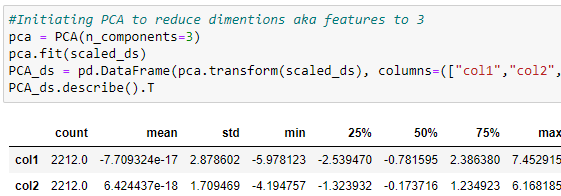 #Initiating PCA to reduce dimentions aka features to 3
pca = PCA(n_components=3)
pca.fit(scaled_ds)
PCA_ds = pd.DataFrame(pca.transform(scaled_ds), columns=(["col1","col2",
PCA_ds.describe().T
count mean std min 25% 50% 75% max
col1 2212.0 -7.709324e-17 2.878602 -5.978123 -2.539470 -0.781595 2.386380 7.452915
col2 2212.0 6.424437e-18 1.709469 -4.194757 -1.323932 -0.173716 1.234923 6.168185